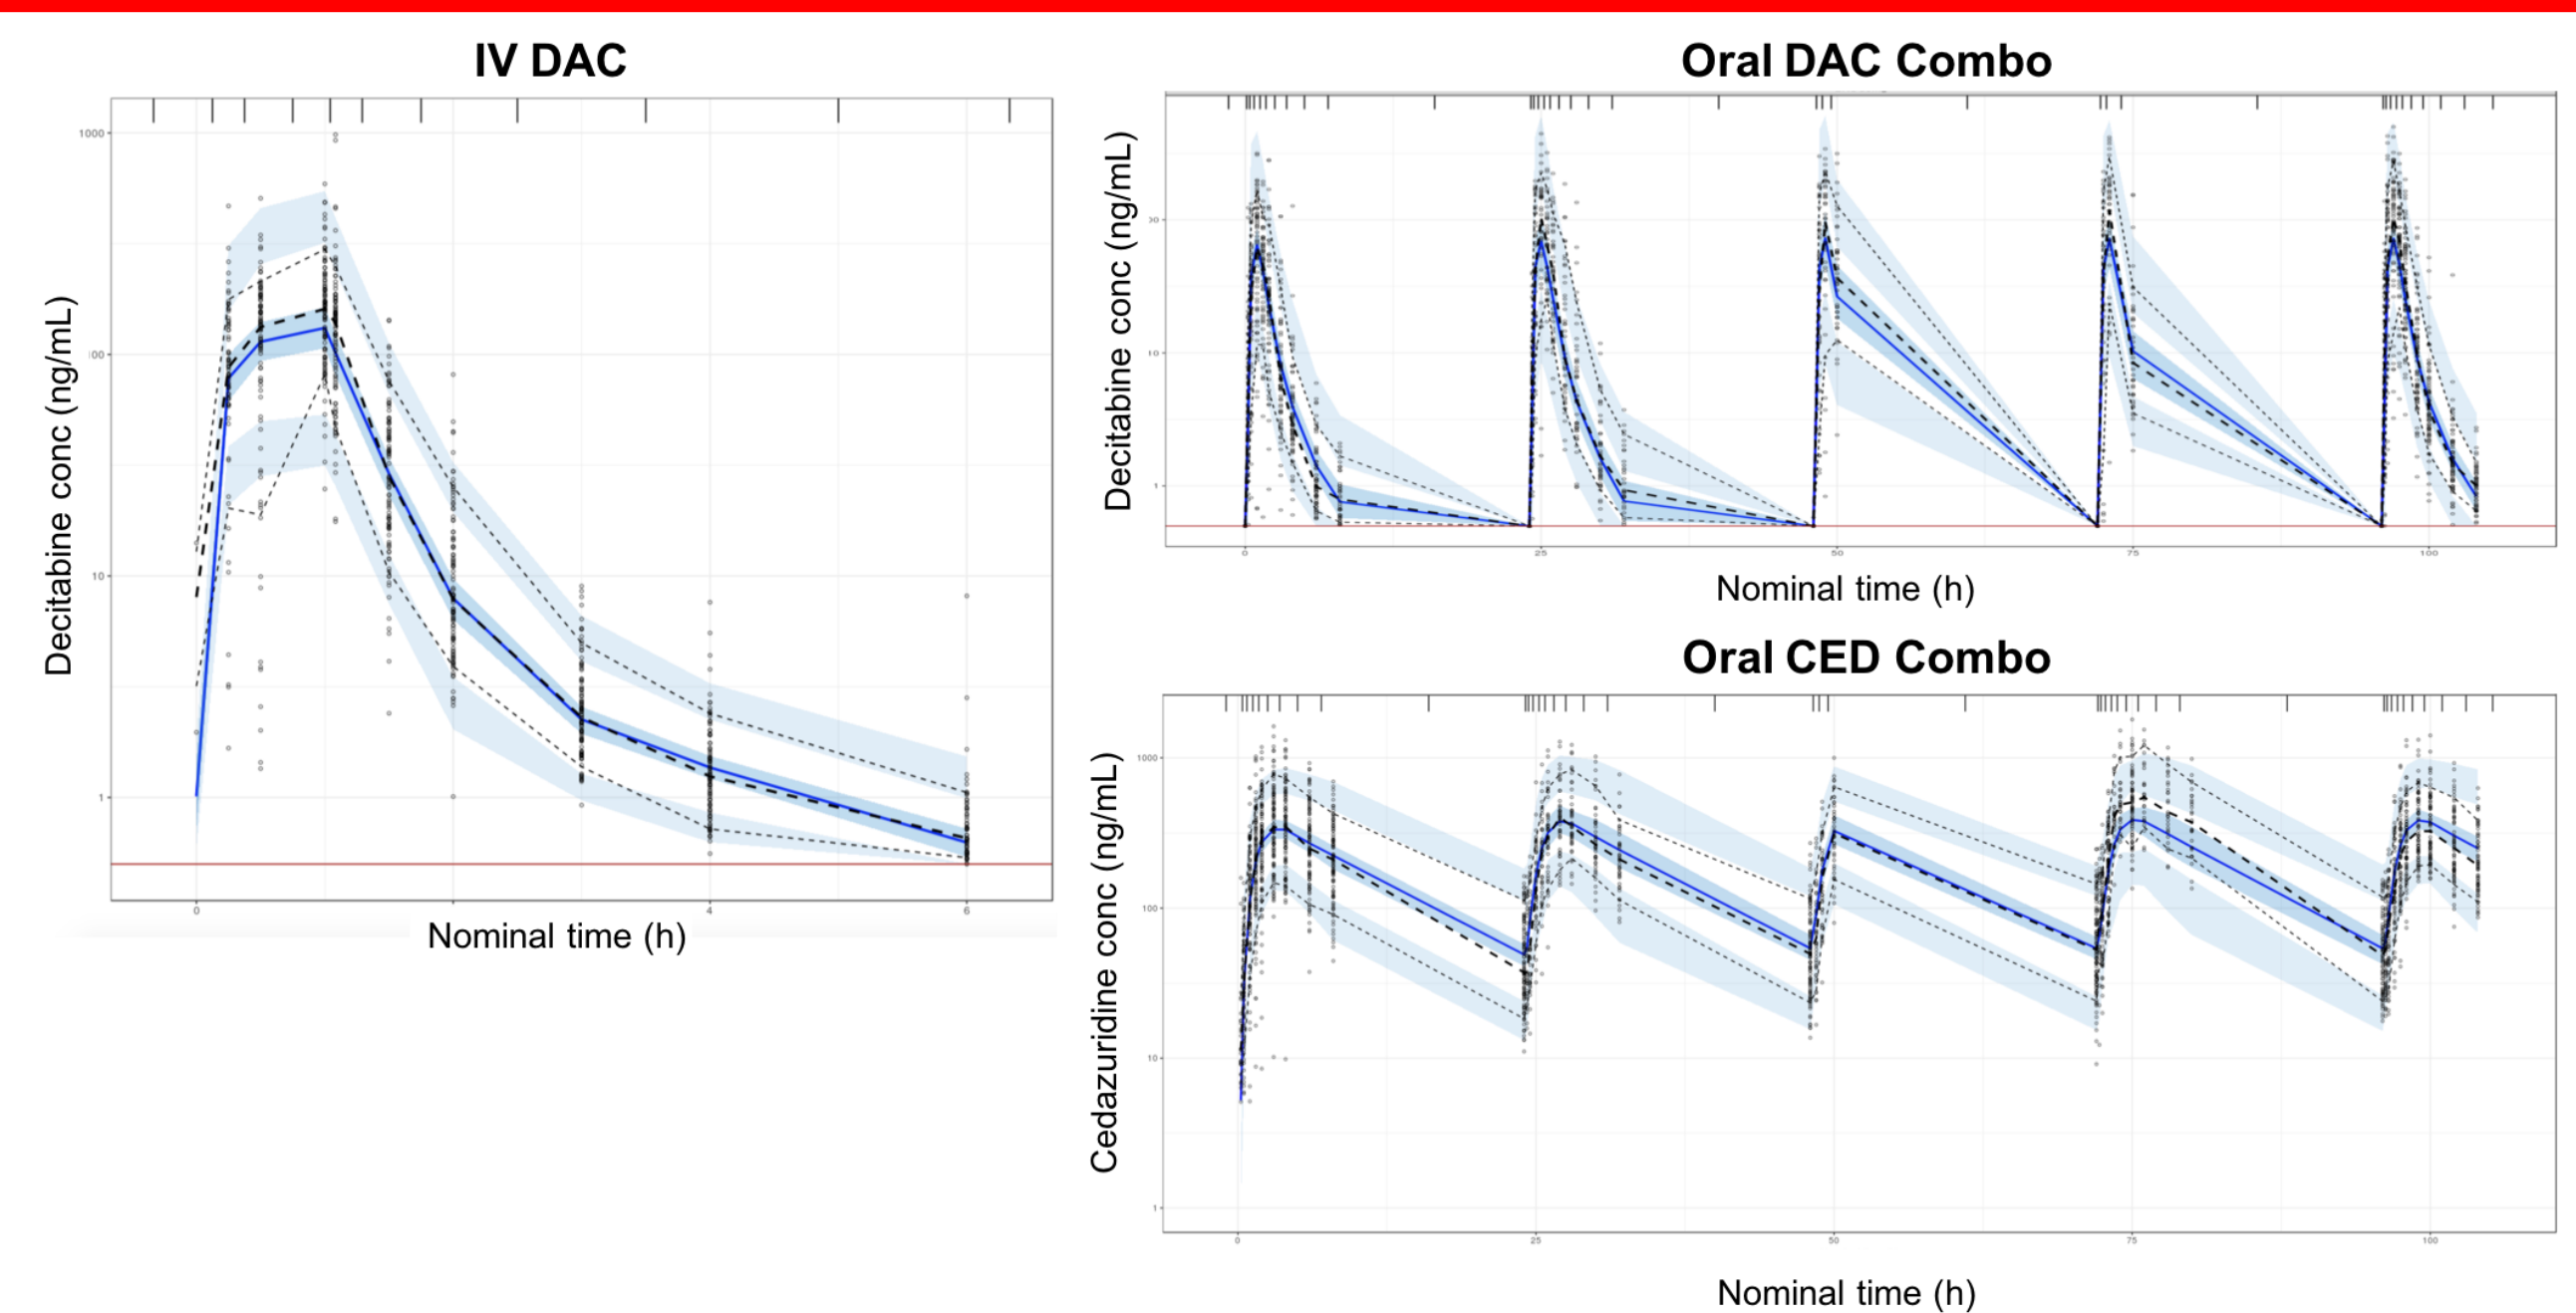 IV DAC
Decitabine conc (ng/mL)
1000
100
10
1
0
4
6
Nominal time (h)
Oral DAC Combo
Decitabine conc (ng/mL)
10
1
0
25
50
75
100
Nominal time (h)
Oral CED Combo
Cedazuridine conc (ng/mL)
1000
100
10
1
0
25
50
75
100
Nominal time (h)